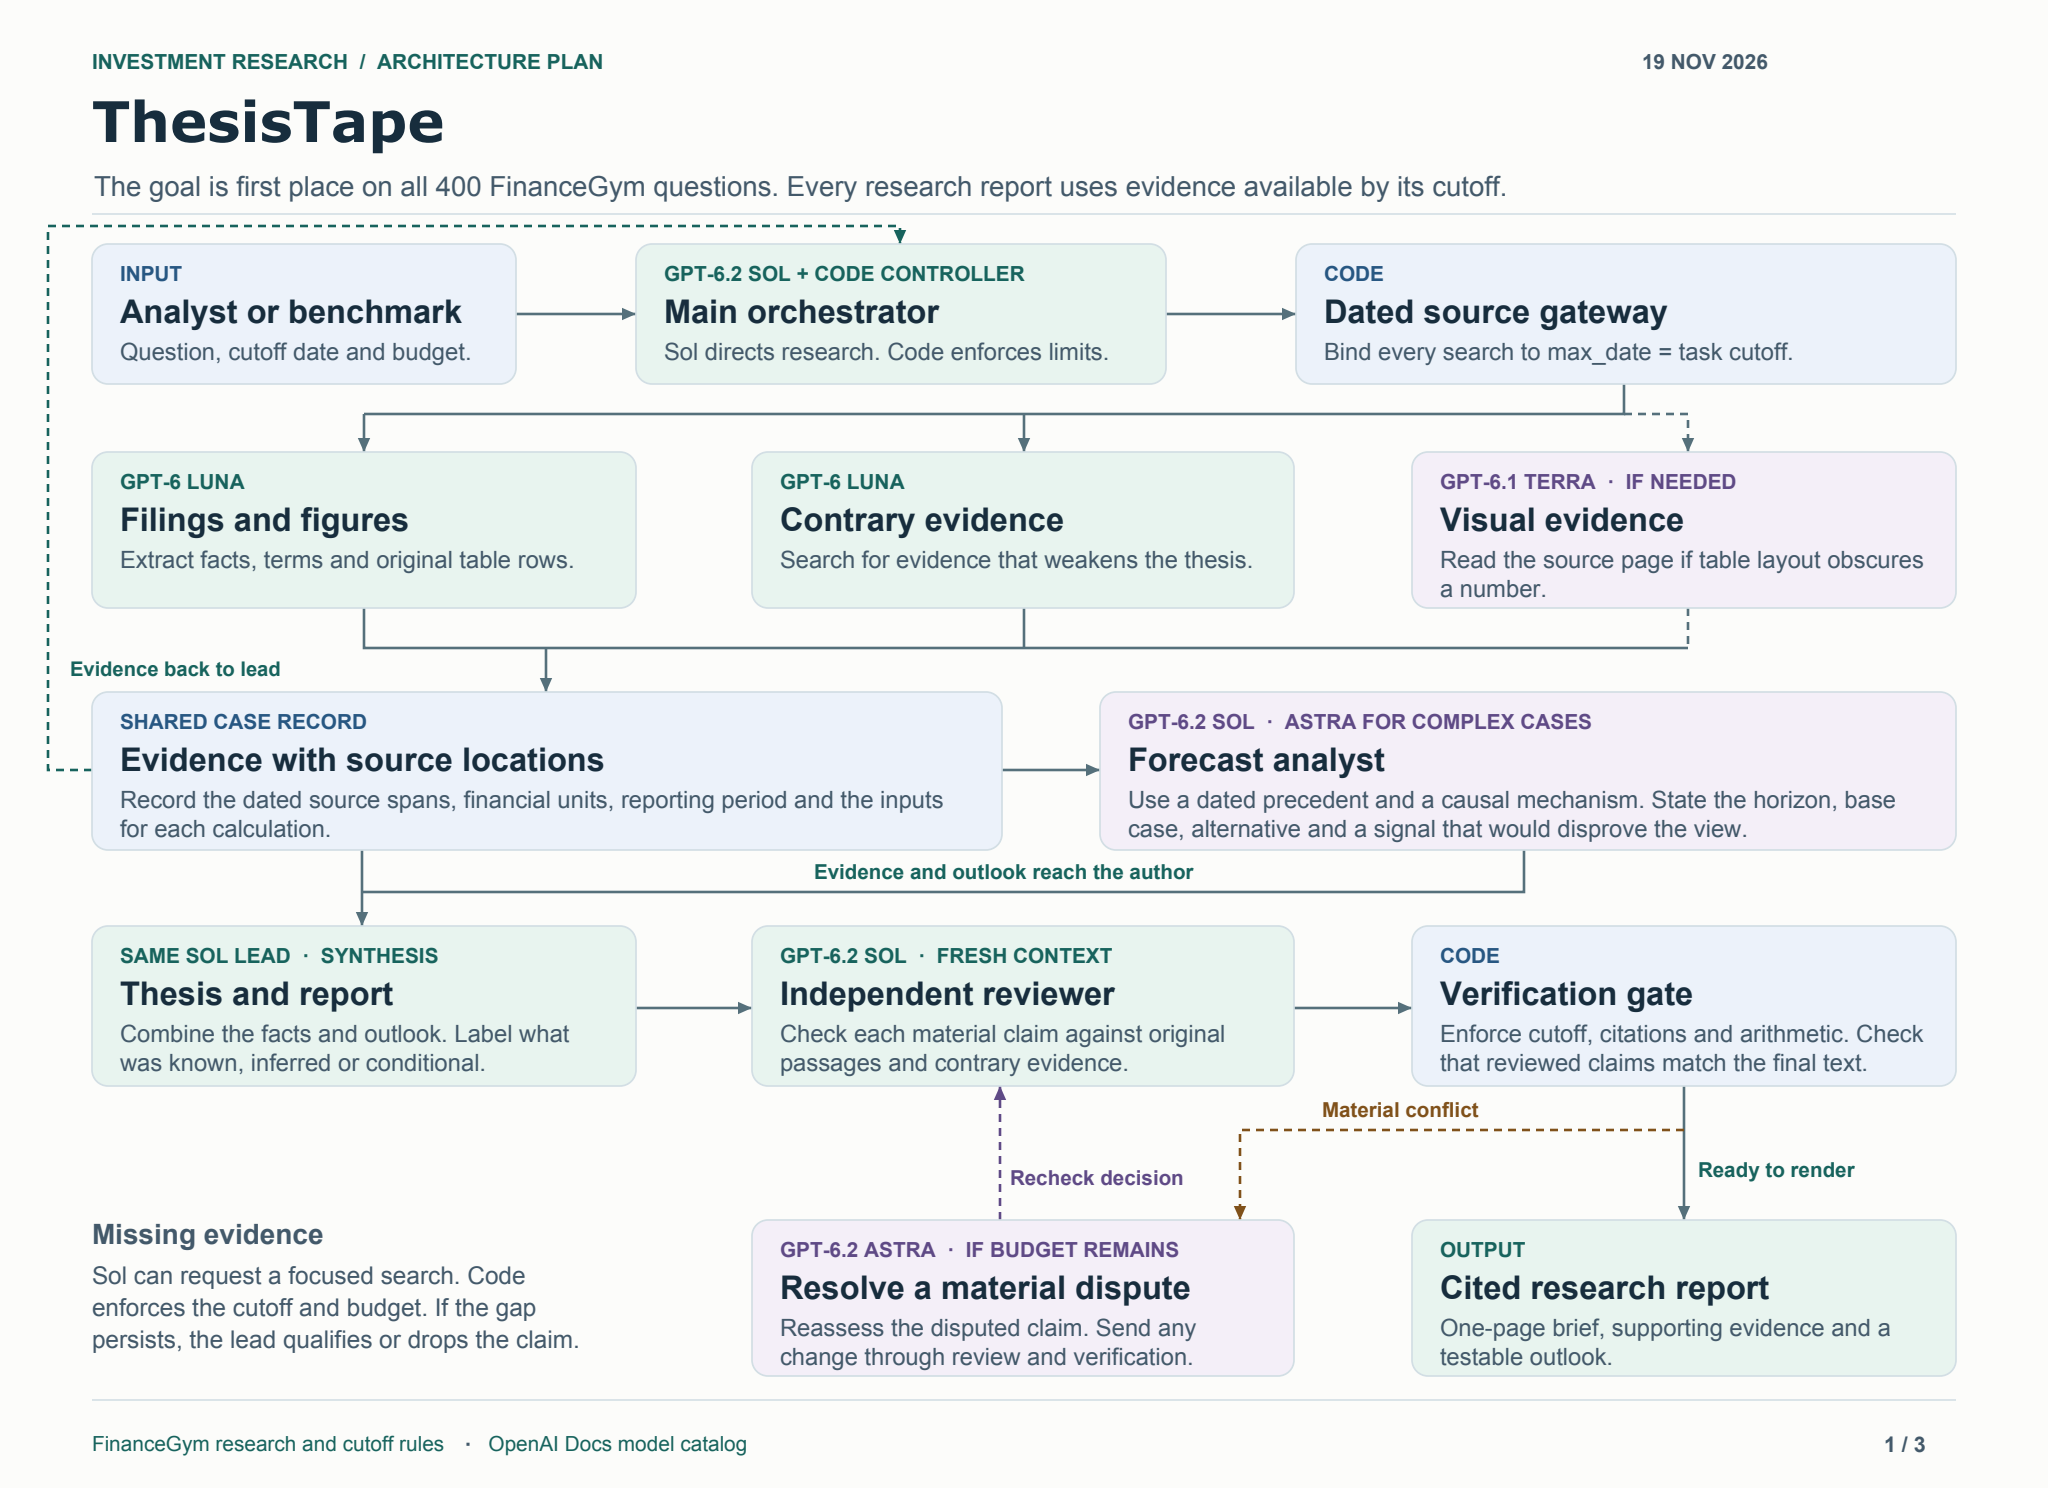 INVESTMENT RESEARCH / ARCHITECTURE PLAN
19 NOV 2026
ThesisTape
The goal is first place on all 400 FinanceGym questions. Every research report uses evidence available by its cutoff.
INPUT
Analyst or benchmark
Question, cutoff date and budget.
GPT-6.2 SOL + CODE CONTROLLER
Main orchestrator
Sol directs research. Code enforces limits.
CODE
Dated source gateway
Bind every search to max_date = task cutoff.
GPT-6 LUNA
Filings and figures
Extract facts, terms and original table rows.
GPT-6 LUNA
Contrary evidence
Search for evidence that weakens the thesis.
GPT-6.1 TERRA · IF NEEDED
Visual evidence
Read the source page if table layout obscures
a number.
Evidence back to lead
SHARED CASE RECORD
Evidence with source locations
Record the dated source spans, financial units, reporting period and the inputs
for each calculation.
GPT-6.2 SOL · ASTRA FOR COMPLEX CASES
Forecast analyst
Use a dated precedent and a causal mechanism. State the horizon, base
case, alternative and a signal that would disprove the view.
Evidence and outlook reach the author
SAME SOL LEAD · SYNTHESIS
Thesis and report
Combine the facts and outlook. Label what
was known, inferred or conditional.
GPT-6.2 SOL · FRESH CONTEXT
Independent reviewer
Check each material claim against original
passages and contrary evidence.
CODE
Verification gate
Enforce cutoff, citations and arithmetic. Check
that reviewed claims match the final text.
Material conflict
Recheck decision
Ready to render
Missing evidence
Sol can request a focused search. Code
enforces the cutoff and budget. If the gap
persists, the lead qualifies or drops the claim.
GPT-6.2 ASTRA · IF BUDGET REMAINS
Resolve a material dispute
Reassess the disputed claim. Send any
change through review and verification.
OUTPUT
Cited research report
One-page brief, supporting evidence and a
testable outlook.
FinanceGym research and cutoff rules · OpenAI Docs model catalog
1 / 3